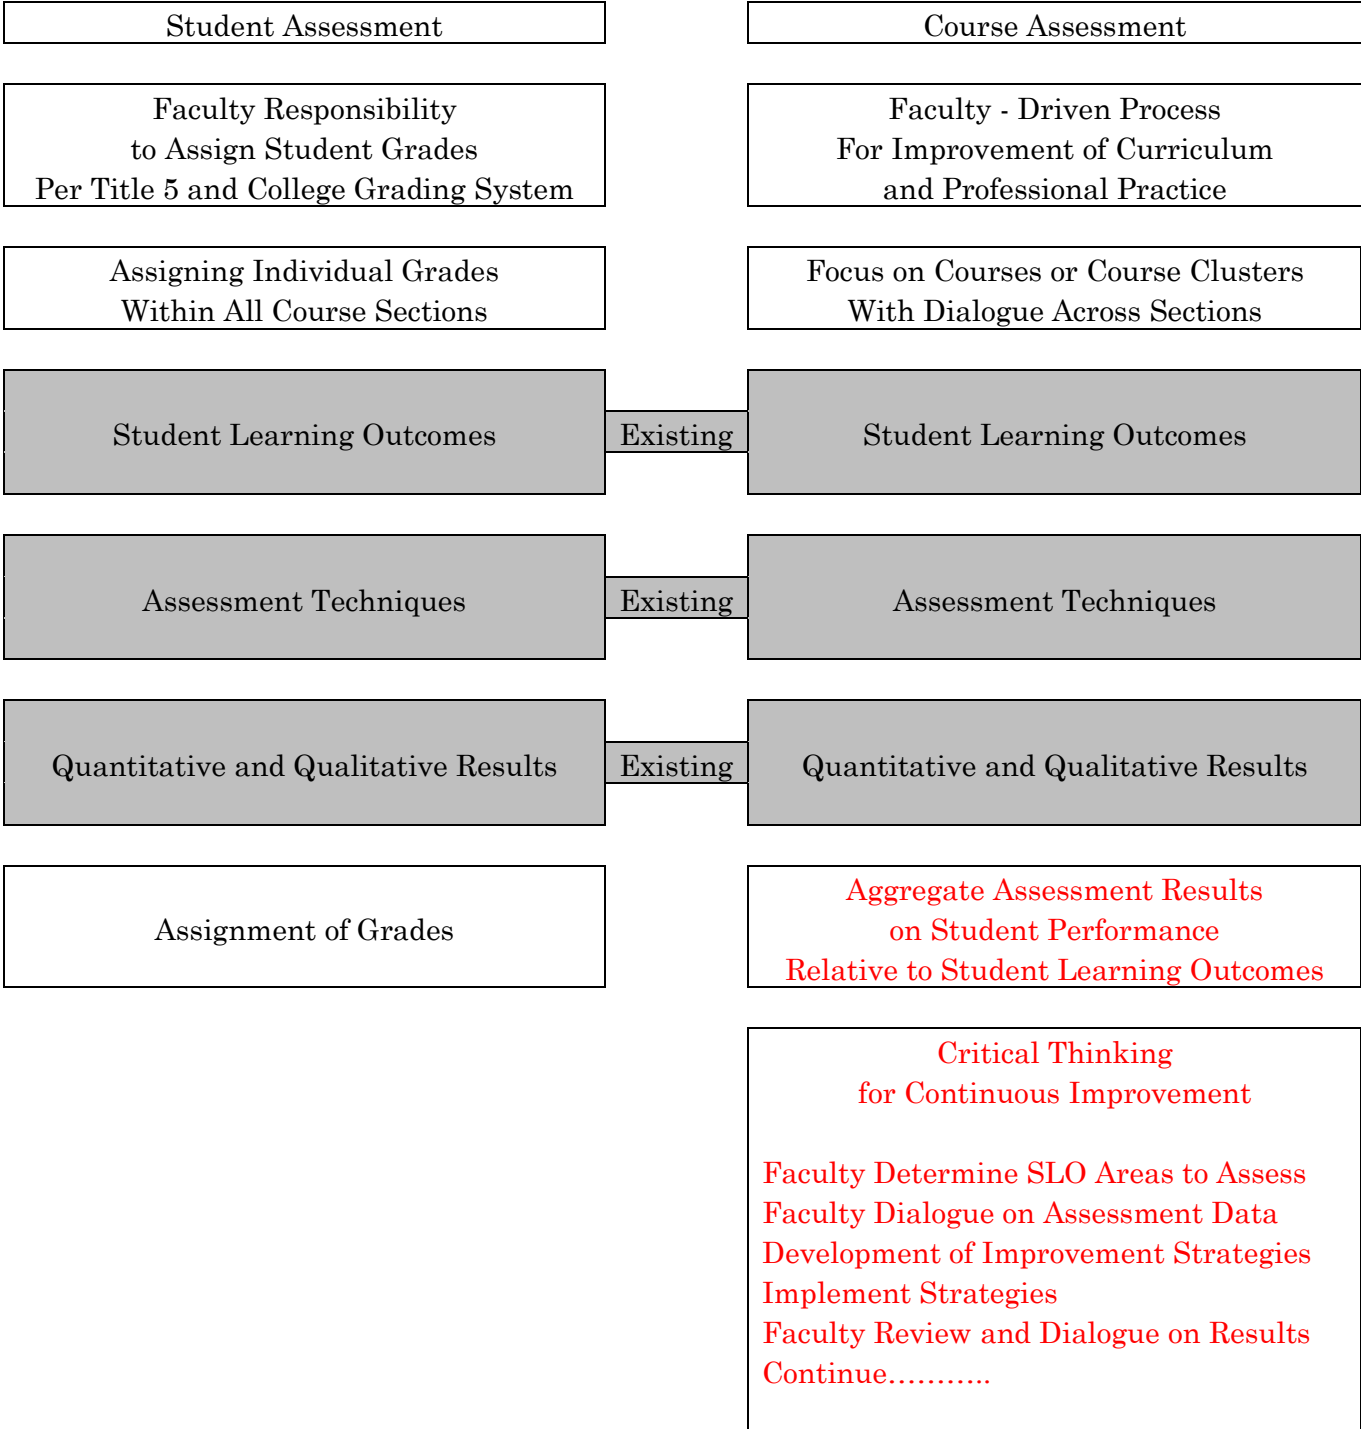 Student Assessment
Course Assessment
Faculty Responsibility
to Assign Student Grades
Per Title 5 and College Grading System
Faculty - Driven Process
For Improvement of Curriculum
and Professional Practice
Assigning Individual Grades
Within All Course Sections
Focus on Courses or Course Clusters
With Dialogue Across Sections
Student Learning Outcomes
Existing
Student Learning Outcomes
Assessment Techniques
Existing
Assessment Techniques
Quantitative and Qualitative Results
Existing
Quantitative and Qualitative Results
Assignment of Grades
Aggregate Assessment Results
on Student Performance
Relative to Student Learning Outcomes
Critical Thinking
for Continuous Improvement
Faculty Determine SLO Areas to Assess
Faculty Dialogue on Assessment Data
Development of Improvement Strategies
Implement Strategies
Faculty Review and Dialogue on Results
Continue………..